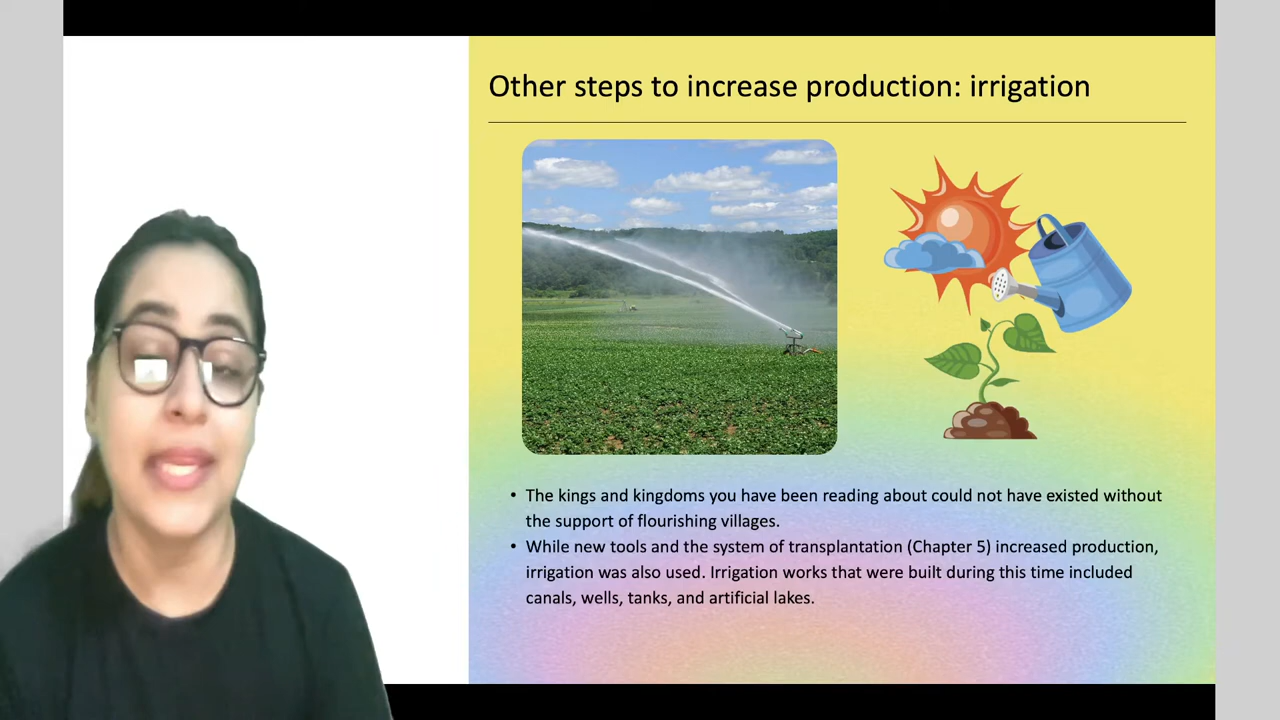 Other steps to increase production: irrigation
• The kings and kingdoms you have been reading about could not have existed without
the support of flourishing villages.
• While new tools and the system of transplantation (Chapter 5) increased production,
irrigation was also used. Irrigation works that were built during this time included
canals, wells, tanks, and artificial lakes.